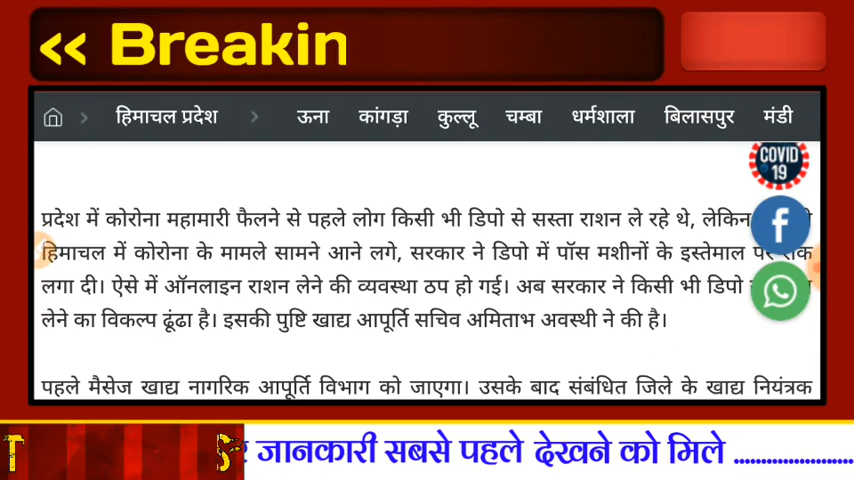 << Breakin
हिमाचल प्रदेश ऊना कांगड़ा कुल्लू चम्बा धर्मशाला बिलासपुर मंडी
COVID
19
प्रदेश में कोरोना महामारी फैलने से पहले लोग किसी भी डिपो से सस्ता राशन ले रहे थे, लेकिन
हिमाचल में कोरोना के मामले सामने आने लगे, सरकार ने डिपो में पॉस मशीनों के इस्तेमाल पर रोक
लगा दी। ऐसे में ऑनलाइन राशन लेने की व्यवस्था ठप हो गई। अब सरकार ने किसी भी डिपो
लेने का विकल्प ढूंढा है। इसकी पुष्टि खाद्य आपूर्ति सचिव अमिताभ अवस्थी ने की है।
पहले मैसेज खाद्य नागरिक आपूर्ति विभाग को जाएगा। उसके बाद संबंधित जिले के खाद्य नियंत्रक
T S जानकारी सबसे पहले देखने को मिले ....................